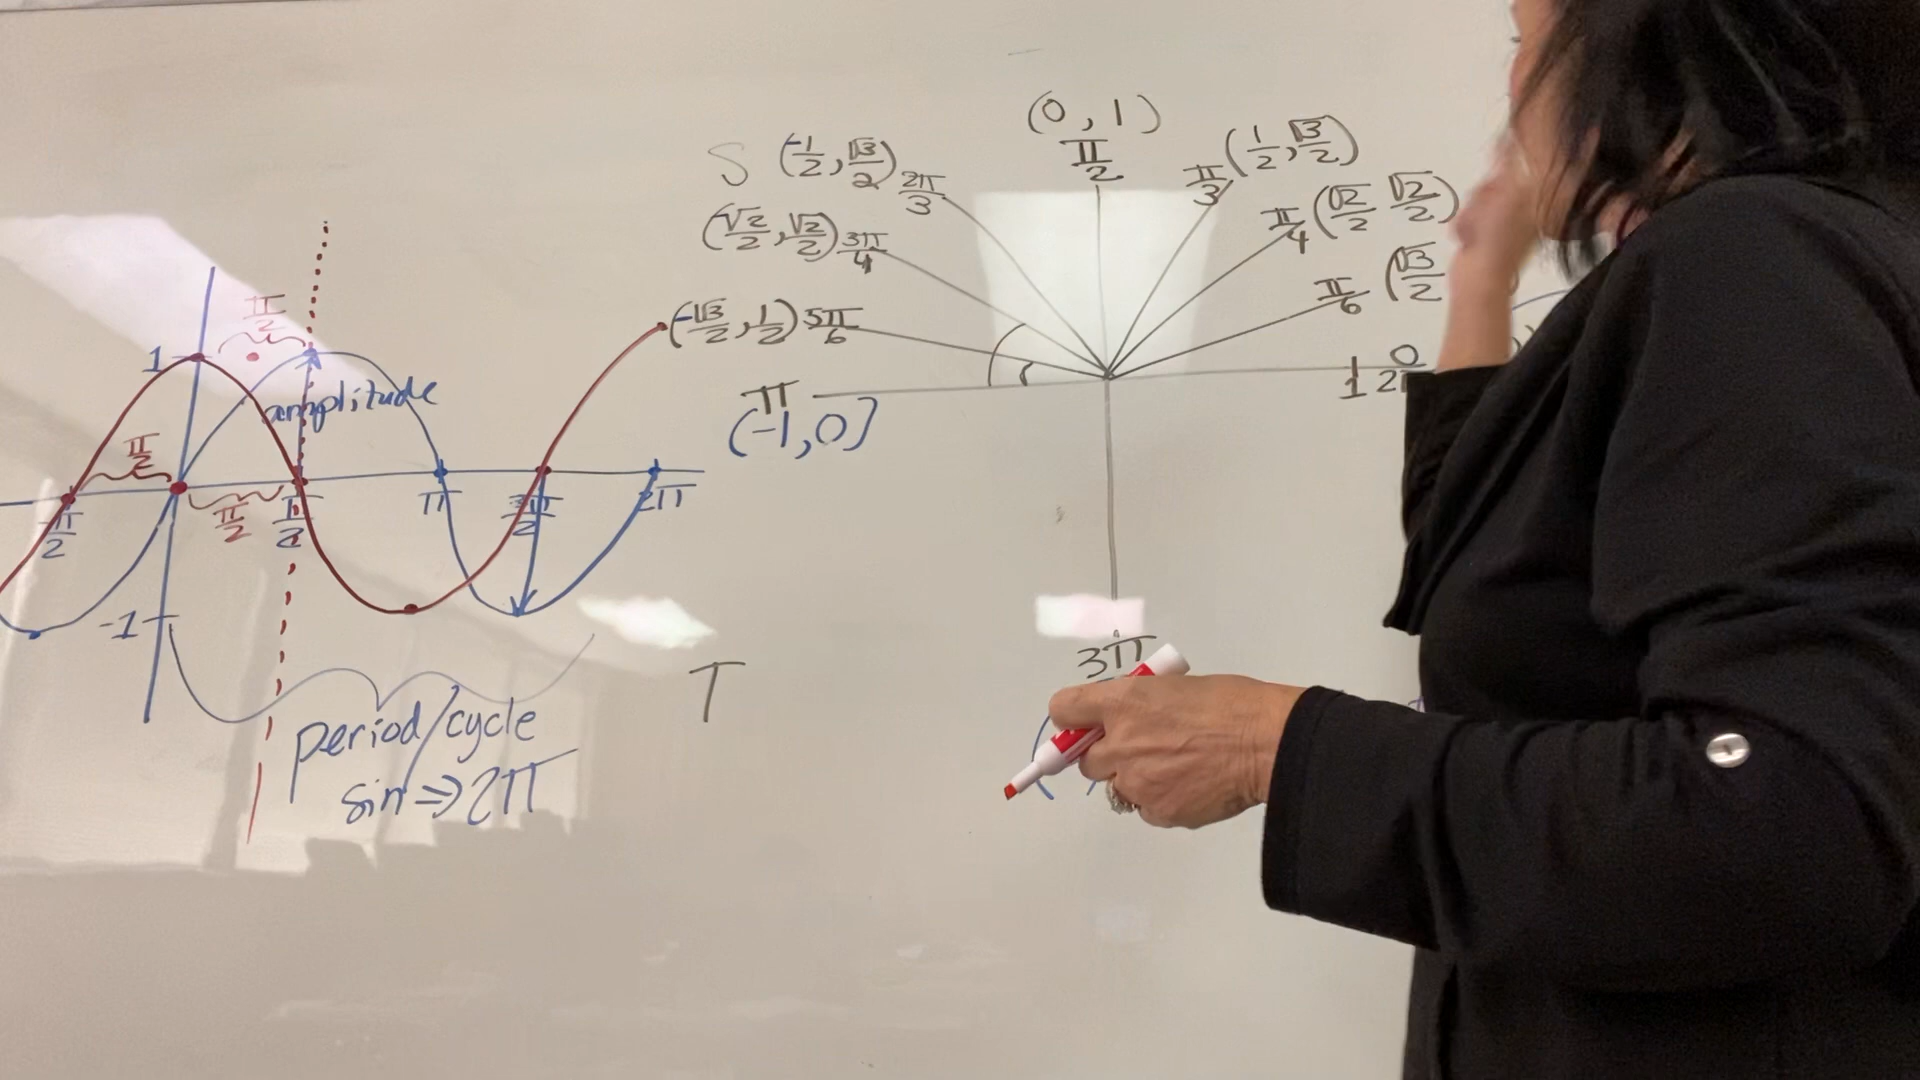 π/2
1
amplitude
π/2
π/2
-π/2
π/2
π
3π/2
2π
-1
period/cycle
sin ⇒ 2π
(0, 1)
π/2
S
(-1/2, √3/2) 2π/3
(-√2/2, √2/2) 3π/4
(-√3/2, 1/2) 5π/6
π
(-1, 0)
π/3 (1/2, √3/2)
π/4 (√2/2 √2/2)
π/6 (√3/2
1
0
T
3π